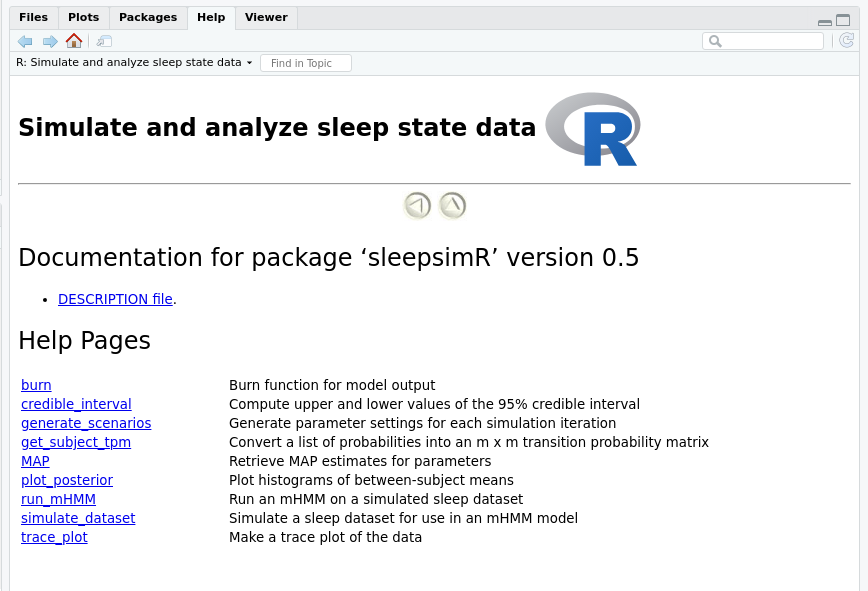 Files Plots Packages Help Viewer
R: Simulate and analyze sleep state data Find in Topic
Simulate and analyze sleep state data R
Documentation for package ‘sleepsimR’ version 0.5
• DESCRIPTION file.
Help Pages
burn Burn function for model output
credible_interval Compute upper and lower values of the 95% credible interval
generate_scenarios Generate parameter settings for each simulation iteration
get_subject_tpm Convert a list of probabilities into an m x m transition probability matrix
MAP Retrieve MAP estimates for parameters
plot_posterior Plot histograms of between-subject means
run_mHMM Run an mHMM on a simulated sleep dataset
simulate_dataset Simulate a sleep dataset for use in an mHMM model
trace_plot Make a trace plot of the data